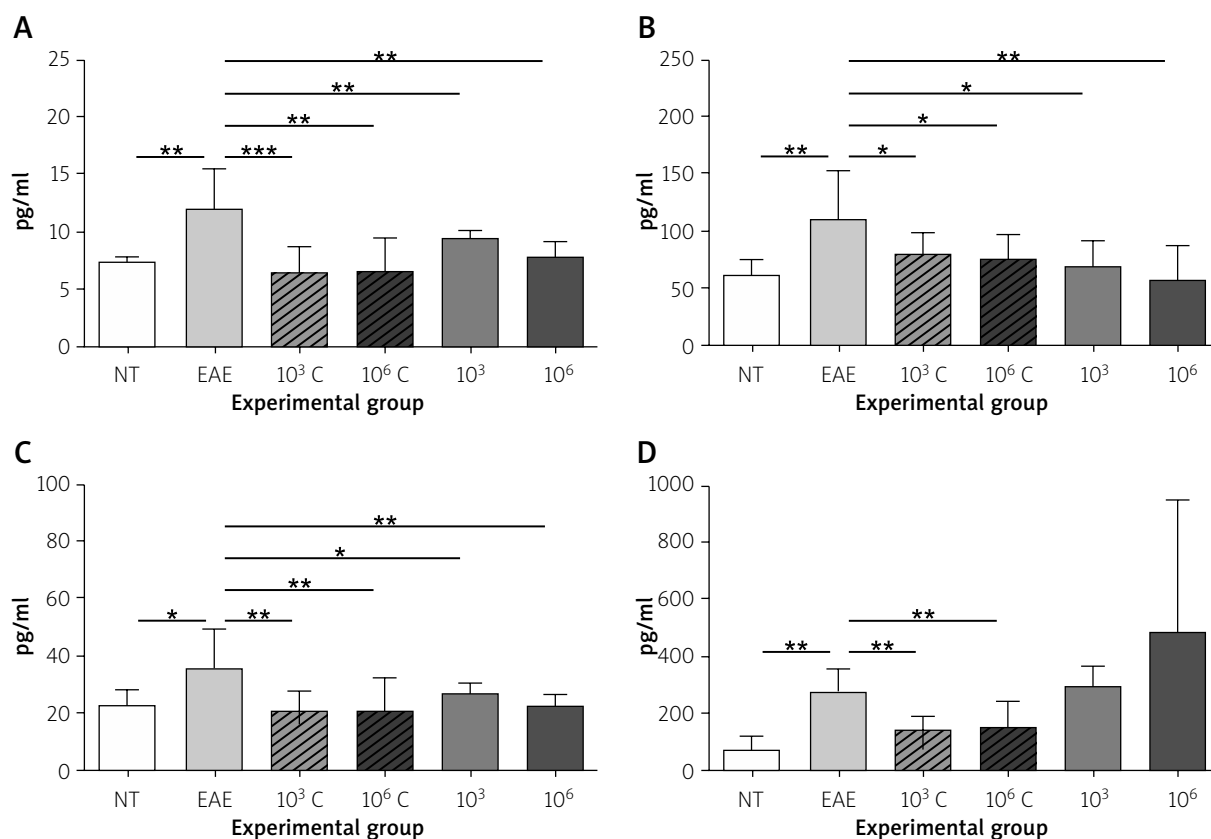 A
pg/ml
25
20
15
10
5
0
**
**
**
** ***
NT EAE 10³ C 10⁶ C 10³ 10⁶
Experimental group
B
pg/ml
250
200
150
100
50
0
**
*
*
** *
NT EAE 10³ C 10⁶ C 10³ 10⁶
Experimental group
C
pg/ml
100
80
60
40
20
0
**
*
**
* **
NT EAE 10³ C 10⁶ C 10³ 10⁶
Experimental group
D
pg/ml
1000
800
600
400
200
0
**
** **
NT EAE 10³ C 10⁶ C 10³ 10⁶
Experimental group